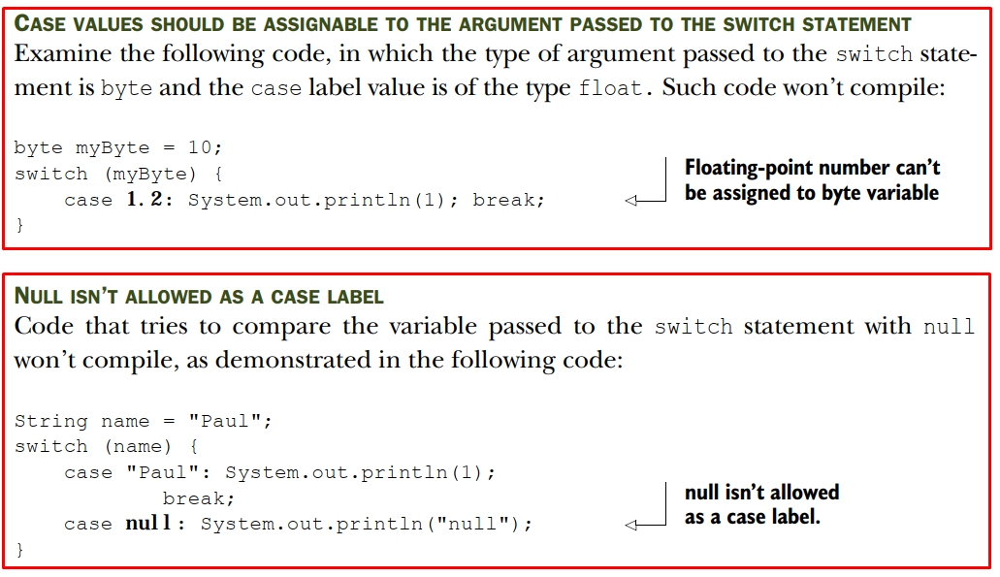 CASE VALUES SHOULD BE ASSIGNABLE TO THE ARGUMENT PASSED TO THE SWITCH STATEMENT
Examine the following code, in which the type of argument passed to the switch state-
ment is byte and the case label value is of the type float. Such code won’t compile:
byte myByte = 10;
switch (myByte) {
    case 1.2: System.out.println(1); break;
}
Floating-point number can’t
be assigned to byte variable
NULL ISN’T ALLOWED AS A CASE LABEL
Code that tries to compare the variable passed to the switch statement with null
won’t compile, as demonstrated in the following code:
String name = "Paul";
switch (name) {
    case "Paul": System.out.println(1);
            break;
    case null: System.out.println("null");
}
null isn’t allowed
as a case label.